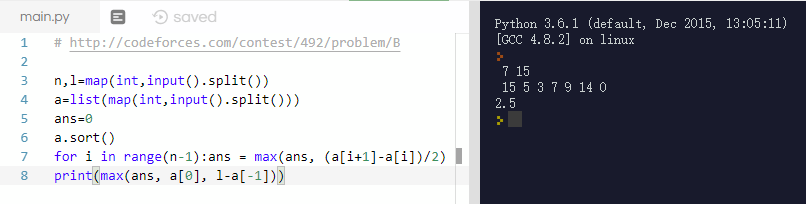 main.py
saved
1 # http://codeforces.com/contest/492/problem/B
2
3 n,l=map(int,input().split())
4 a=list(map(int,input().split()))
5 ans=0
6 a.sort()
7 for i in range(n-1):ans = max(ans, (a[i+1]-a[i])/2)
8 print(max(ans, a[0], l-a[-1]))
Python 3.6.1 (default, Dec 2015, 13:05:11)
[GCC 4.8.2] on linux
7 15
15 5 3 7 9 14 0
2.5